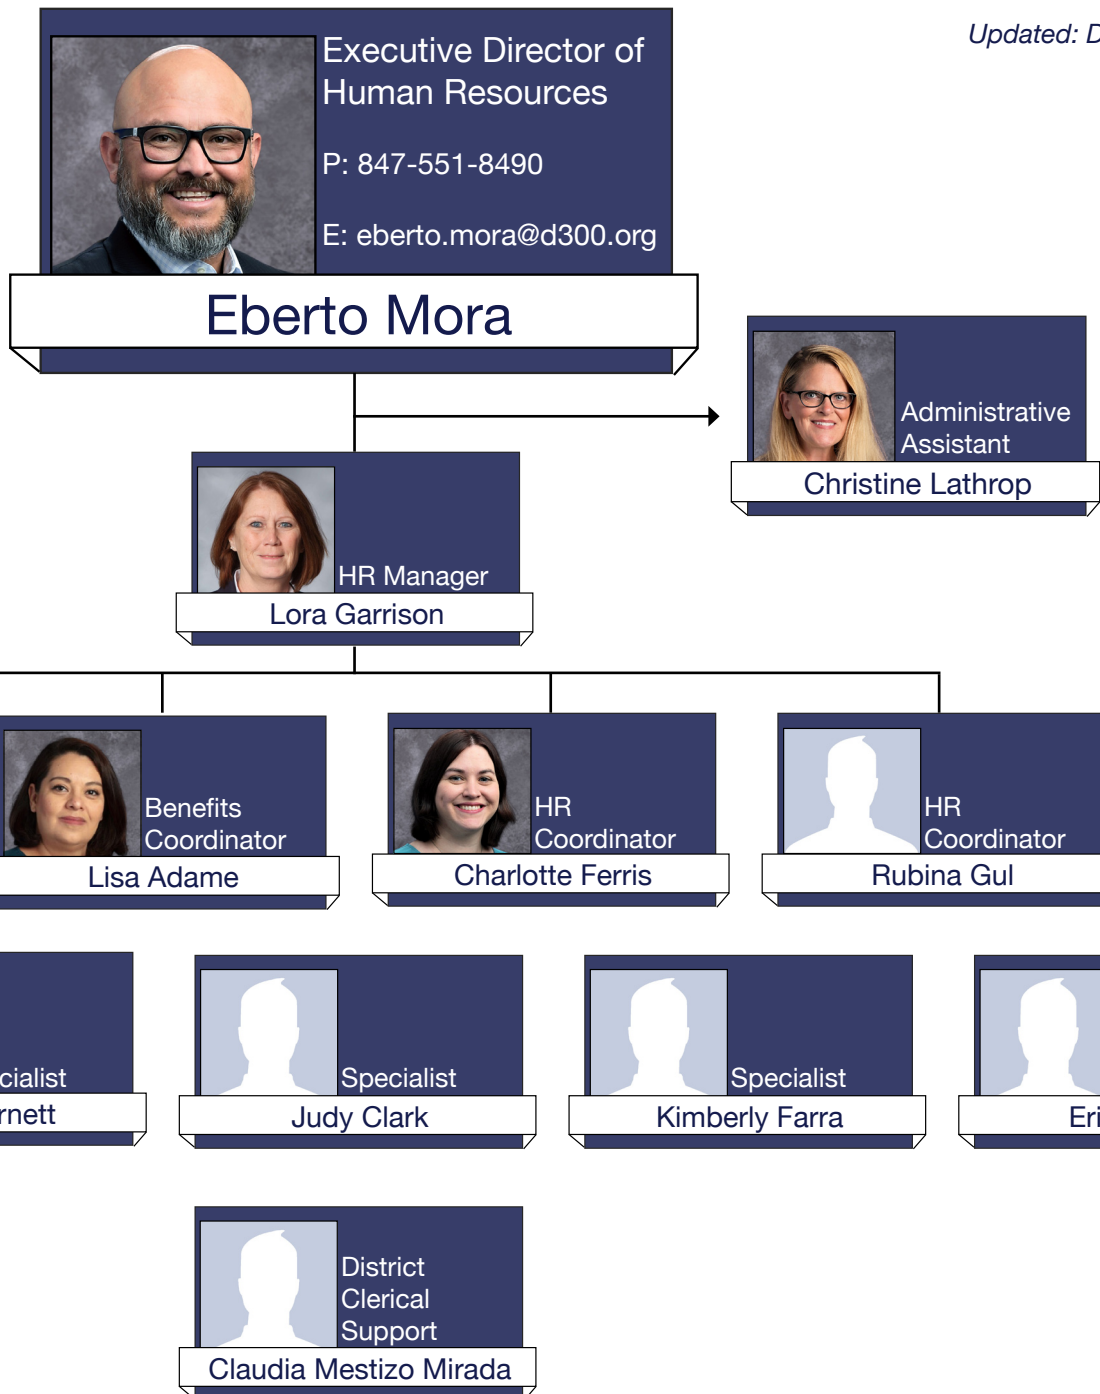 Updated: D
Executive Director of
Human Resources
P: 847-551-8490
E: eberto.mora@d300.org
Eberto Mora
Administrative
Assistant
Christine Lathrop
HR Manager
Lora Garrison
Benefits
Coordinator
Lisa Adame
HR
Coordinator
Charlotte Ferris
HR
Coordinator
Rubina Gul
cialist
rnett
Specialist
Judy Clark
Specialist
Kimberly Farra
Eri
District
Clerical
Support
Claudia Mestizo Mirada